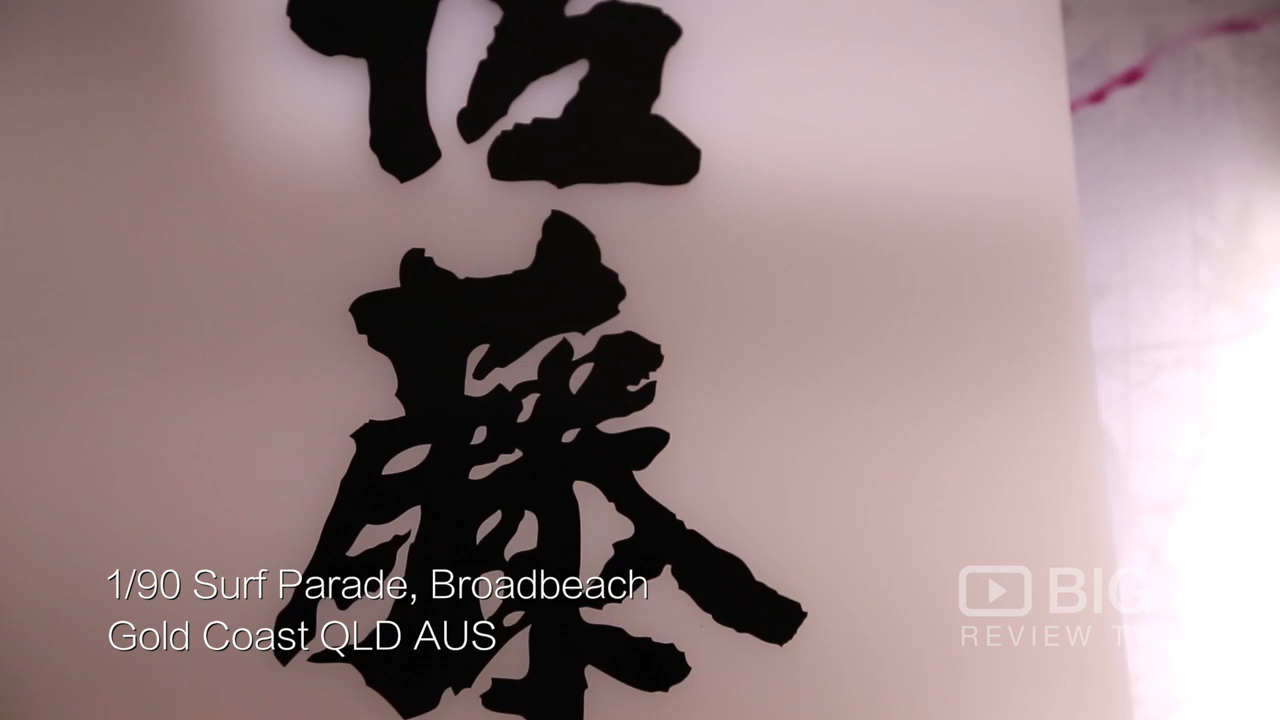 佐
藤
1/90 Surf Parade, Broadbeach
Gold Coast QLD AUS
BIG
REVIEW